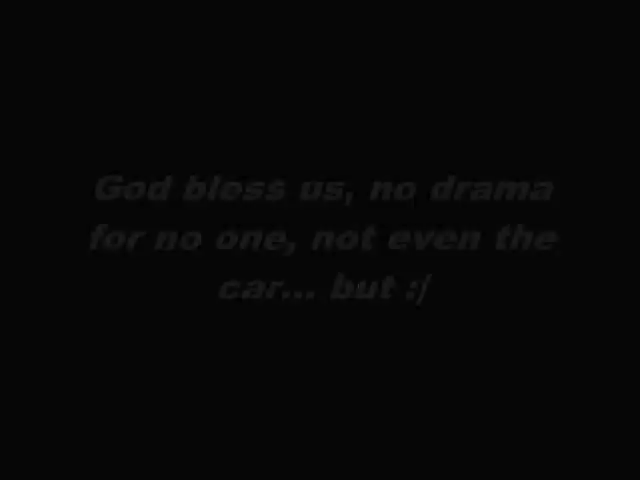 God bless us, no drama
for no one, not even the
car... but :/